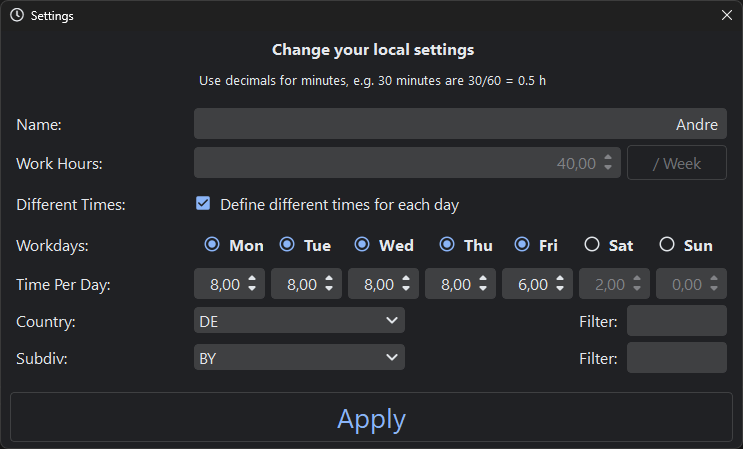 Settings
Change your local settings
Use decimals for minutes, e.g. 30 minutes are 30/60 = 0.5 h
Name: Andre
Work Hours: 40,00 / Week
Different Times: Define different times for each day
Workdays: Mon Tue Wed Thu Fri Sat Sun
Time Per Day: 8,00 8,00 8,00 8,00 6,00 2,00 0,00
Country: DE Filter:
Subdiv: BY Filter:
Apply